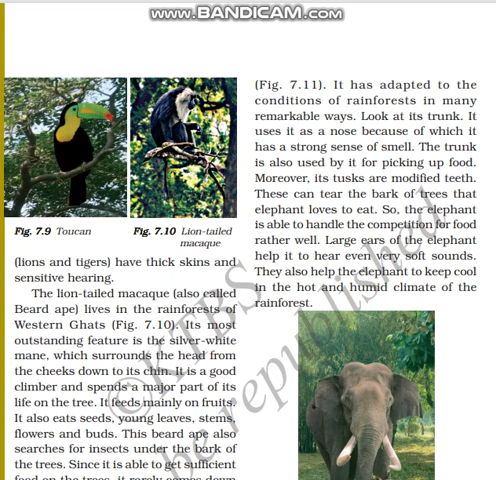 www.BANDICAM.com
Fig. 7.9 Toucan
Fig. 7.10 Lion-tailed
macaque
(lions and tigers) have thick skins and
sensitive hearing.
The lion-tailed macaque (also called
Beard ape) lives in the rainforests of
Western Ghats (Fig. 7.10). Its most
outstanding feature is the silver-white
mane, which surrounds the head from
the cheeks down to its chin. It is a good
climber and spends a major part of its
life on the tree. It feeds mainly on fruits.
It also eats seeds, young leaves, stems,
flowers and buds. This beard ape also
searches for insects under the bark of
the trees. Since it is able to get sufficient
food on the trees, it rarely comes down
(Fig. 7.11). It has adapted to the
conditions of rainforests in many
remarkable ways. Look at its trunk. It
uses it as a nose because of which it
has a strong sense of smell. The trunk
is also used by it for picking up food.
Moreover, its tusks are modified teeth.
These can tear the bark of trees that
elephant loves to eat. So, the elephant
is able to handle the competition for food
rather well. Large ears of the elephant
help it to hear even very soft sounds.
They also help the elephant to keep cool
in the hot and humid climate of the
rainforest.
©KTBS
be republished